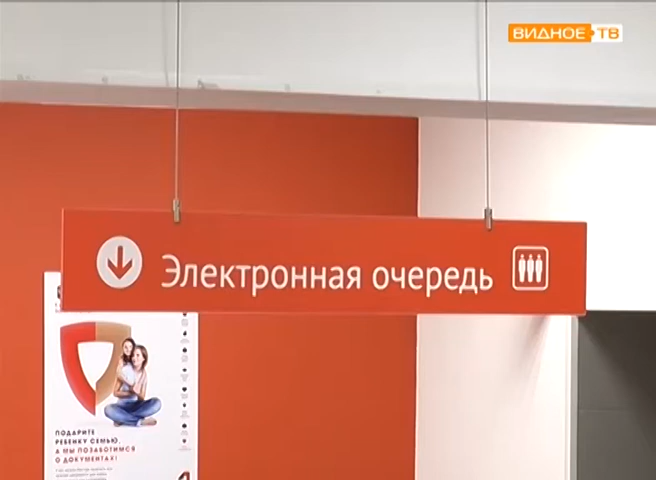 ВИДНОЕ ТВ
Электронная очередь
ПОДАРИТЕ
РЕБЕНКУ СЕМЬЮ,
А МЫ ПОЗАБОТИМСЯ
О ДОКУМЕНТАХ!